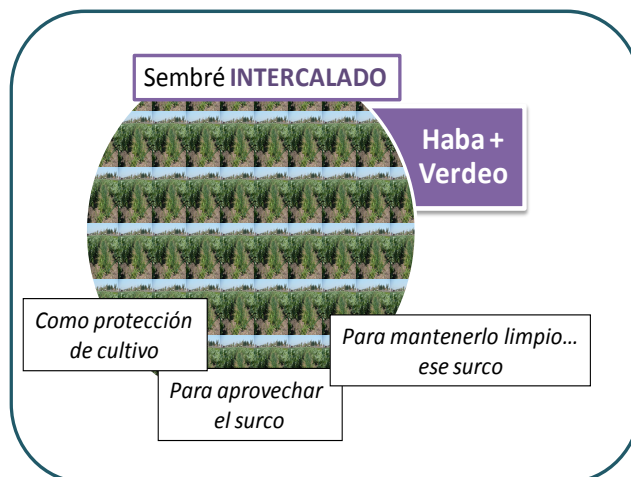 Sembré INTERCALADO
Haba +
Verdeo
Como protección
de cultivo
Para aprovechar
el surco
Para mantenerlo limpio...
ese surco